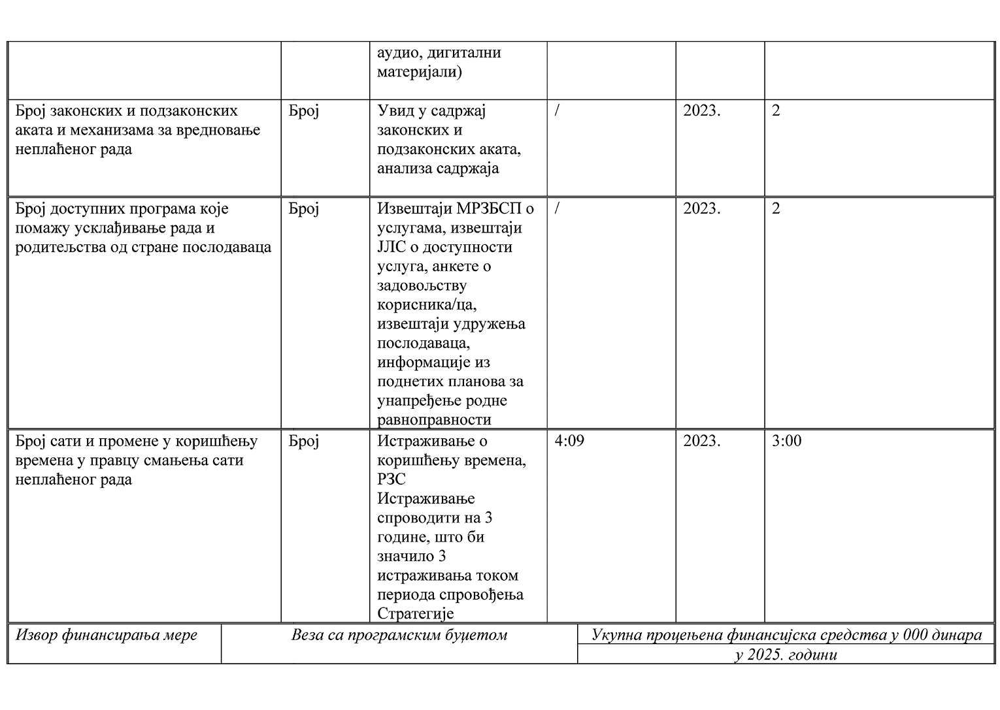 аудио, дигитални
материјали)
Број законских и подзаконских
аката и механизама за вредновање
неплаћеног рада
Број
Увид у садржај
законских и
подзаконских аката,
анализа садржаја
/
2023.
2
Број доступних програма које
помажу усклађивање рада и
родитељства од стране послодаваца
Број
Извештаји МРЗБСП о
услугама, извештаји
ЈЛС о доступности
услуга, анкете о
задовољству
корисника/ца,
извештаји удружења
послодаваца,
информације из
поднетих планова за
унапређење родне
равноправности
/
2023.
2
Број сати и промене у коришћењу
времена у правцу смањења сати
неплаћеног рада
Број
Истраживање о
коришћењу времена,
РЗС
Истраживање
спроводити на 3
године, што би
значило 3
истраживања током
периода спровођења
Стратегије
4:09
2023.
3:00
Извор финансирања мере
Веза са програмским буџетом
Укупна процењена финансијска средства у 000 динара
у 2025. години